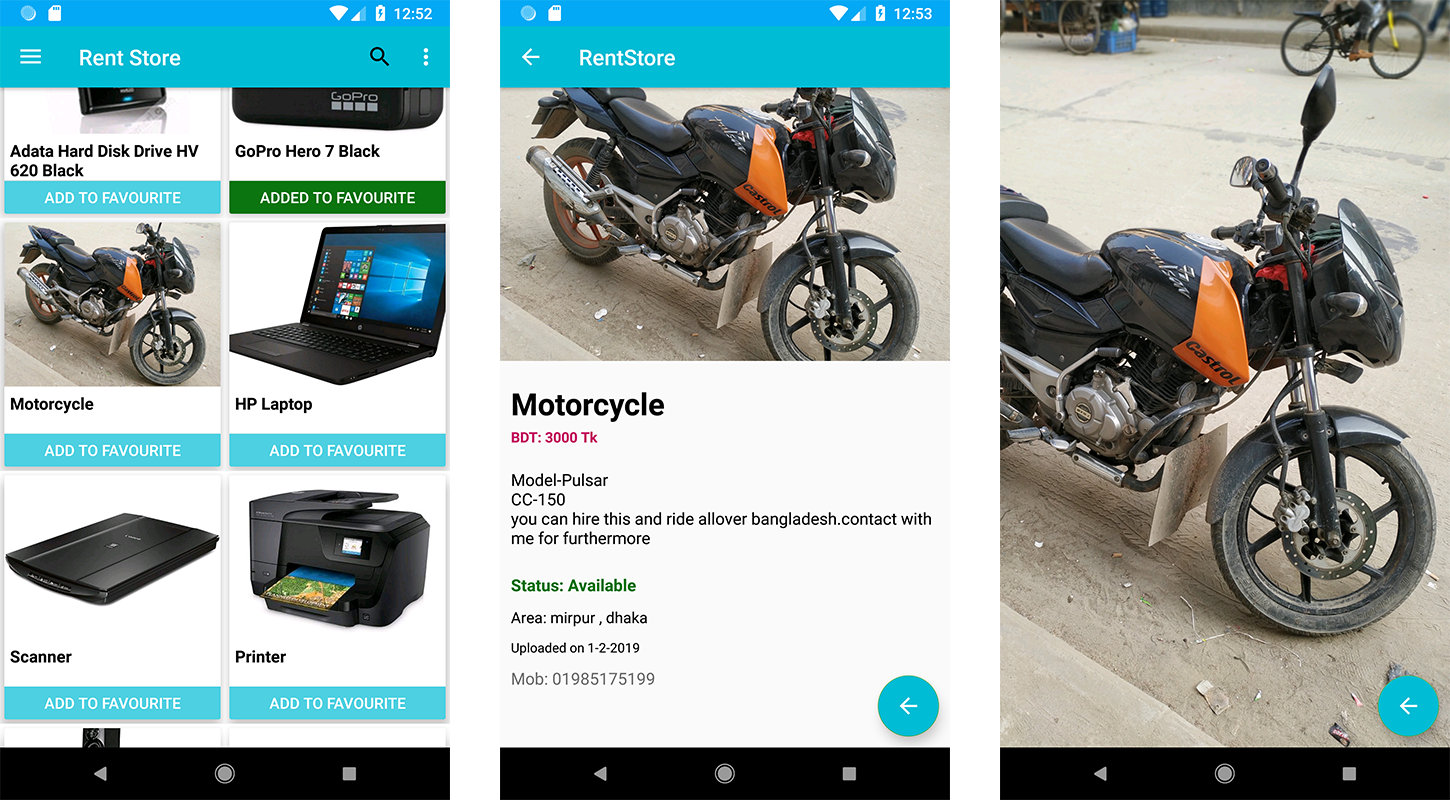 12:52
Rent Store
GoPro
Adata Hard Disk Drive HV
620 Black
GoPro Hero 7 Black
ADD TO FAVOURITE
ADDED TO FAVOURITE
Motorcycle
HP Laptop
ADD TO FAVOURITE
ADD TO FAVOURITE
Scanner
Printer
ADD TO FAVOURITE
ADD TO FAVOURITE
12:53
RentStore
Pulsar
Castrol
Motorcycle
BDT: 3000 Tk
Model-Pulsar
CC-150
you can hire this and ride allover bangladesh.contact with
me for furthermore
Status: Available
Area: mirpur , dhaka
Uploaded on 1-2-2019
Mob: 01985175199
Pulsar
Castrol